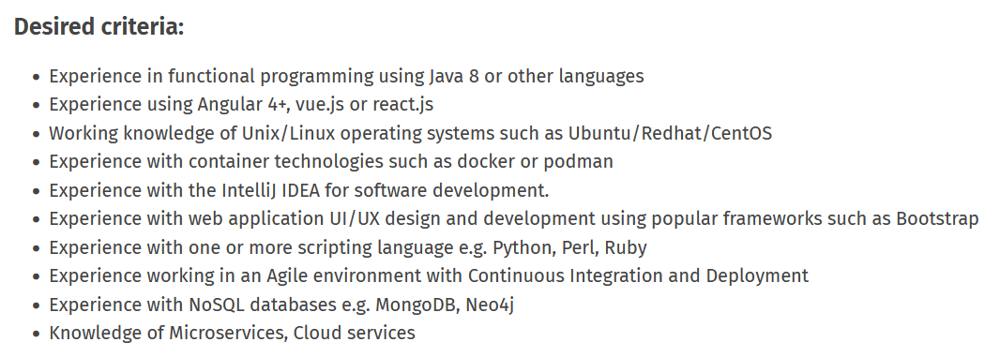 Desired criteria:
• Experience in functional programming using Java 8 or other languages
• Experience using Angular 4+, vue.js or react.js
• Working knowledge of Unix/Linux operating systems such as Ubuntu/Redhat/CentOS
• Experience with container technologies such as docker or podman
• Experience with the IntelliJ IDEA for software development.
• Experience with web application UI/UX design and development using popular frameworks such as Bootstrap
• Experience with one or more scripting language e.g. Python, Perl, Ruby
• Experience working in an Agile environment with Continuous Integration and Deployment
• Experience with NoSQL databases e.g. MongoDB, Neo4j
• Knowledge of Microservices, Cloud services